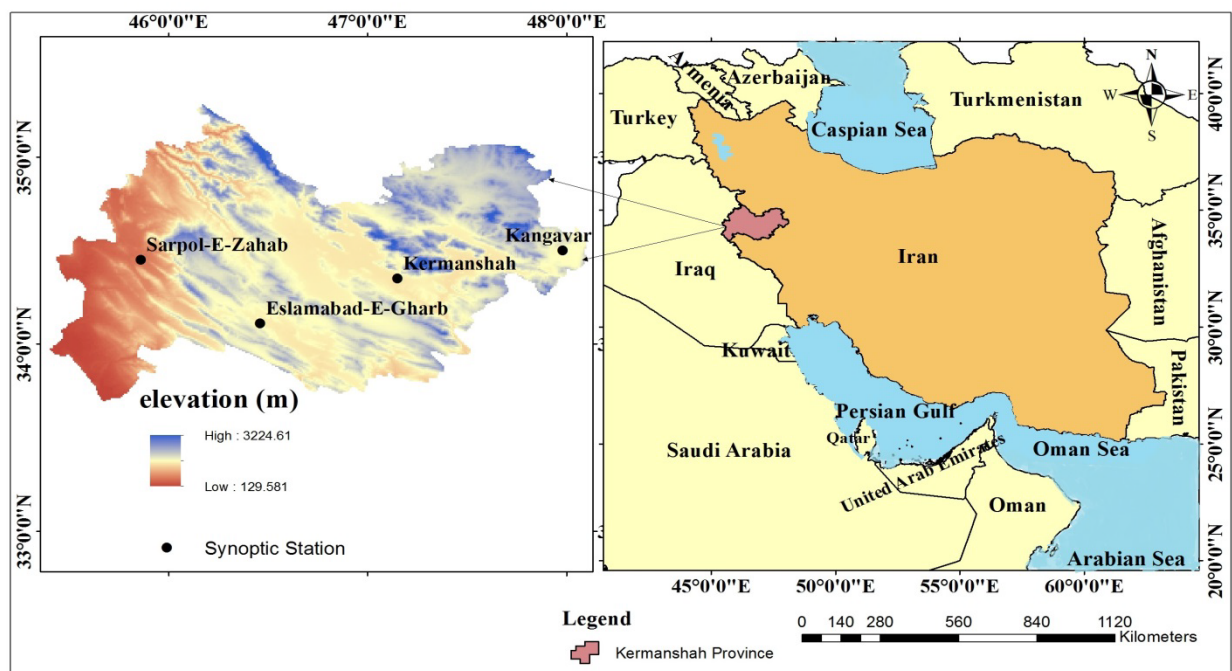 46°0'0"E 47°0'0"E 48°0'0"E
35°0'0"N
34°0'0"N
33°0'0"N
Sarpol-E-Zahab
Kangavar
Kermanshah
Eslamabad-E-Gharb
elevation (m)
High : 3224.61
Low : 129.581
Synoptic Station
Armenia
Azerbaijan
Turkey
Caspian Sea
Turkmenistan
N
W
E
S
Iraq
Iran
Afghanistan
Kuwait
Pakistan
Persian Gulf
Qatar
Saudi Arabia
United Arab Emirates
Oman Sea
Oman
Arabian Sea
40°0'0"N
35°0'0"N
30°0'0"N
25°0'0"N
20°0'0"N
45°0'0"E 50°0'0"E 55°0'0"E 60°0'0"E
Legend
Kermanshah Province
0 140 280 560 840 1120
Kilometers